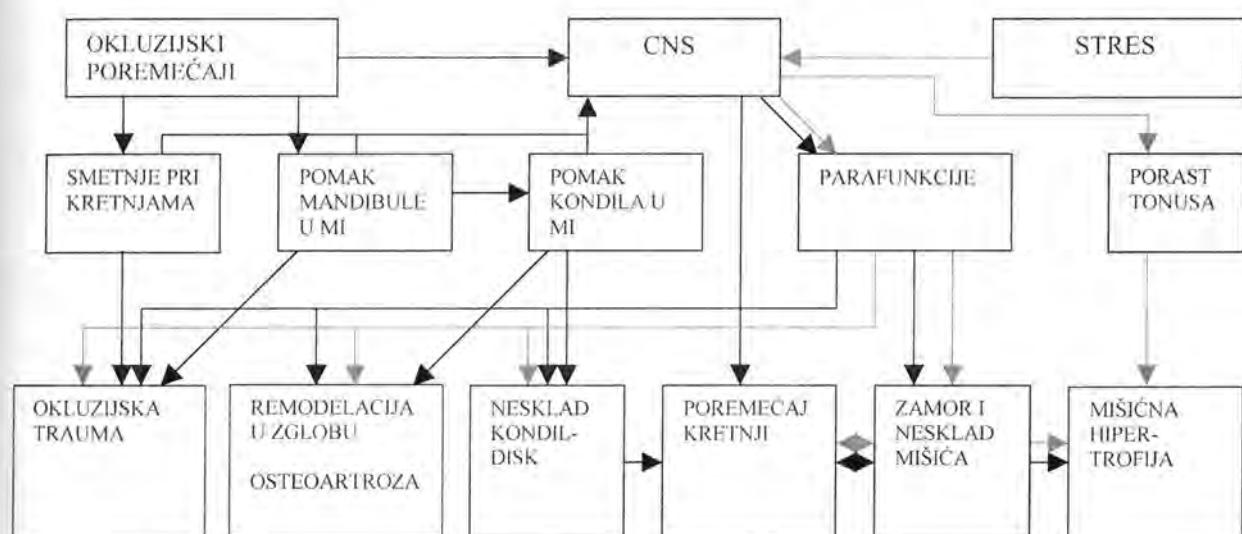 OKLUZIJSKI
POREMEĆAJI
CNS
STRES
SMETNJE PRI
KRETNJAMA
POMAK
MANDIBULE
U MI
POMAK
KONDILA U
MI
PARAFUNKCIJE
PORAST
TONUSA
OKLUZIJSKA
TRAUMA
REMODELACIJA
U ZGLOBU
OSTEOARTROZA
NESKLAD
KONDIL-
DISK
POREMEĆAJ
KRETNJI
ZAMOR I
NESKLAD
MIŠIĆA
MIŠIĆNA
HIPER-
TROFIJA